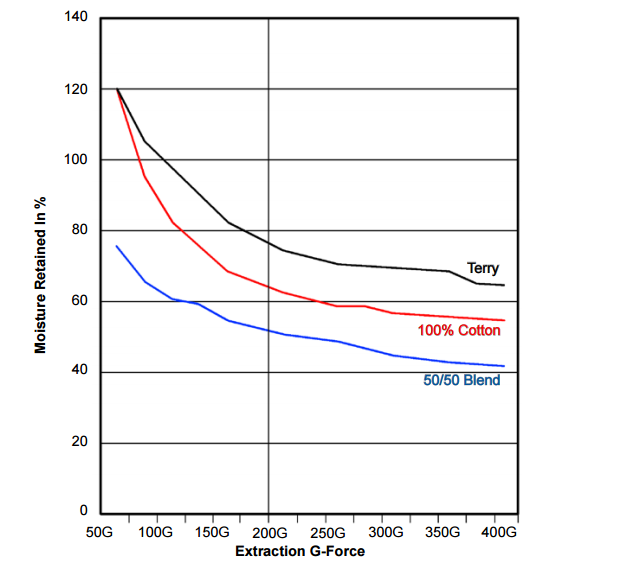 140
120
100
80
60
40
20
0
Moisture Retained In %
Terry
100% Cotton
50/50 Blend
50G 100G 150G 200G 250G 300G 350G 400G
Extraction G-Force